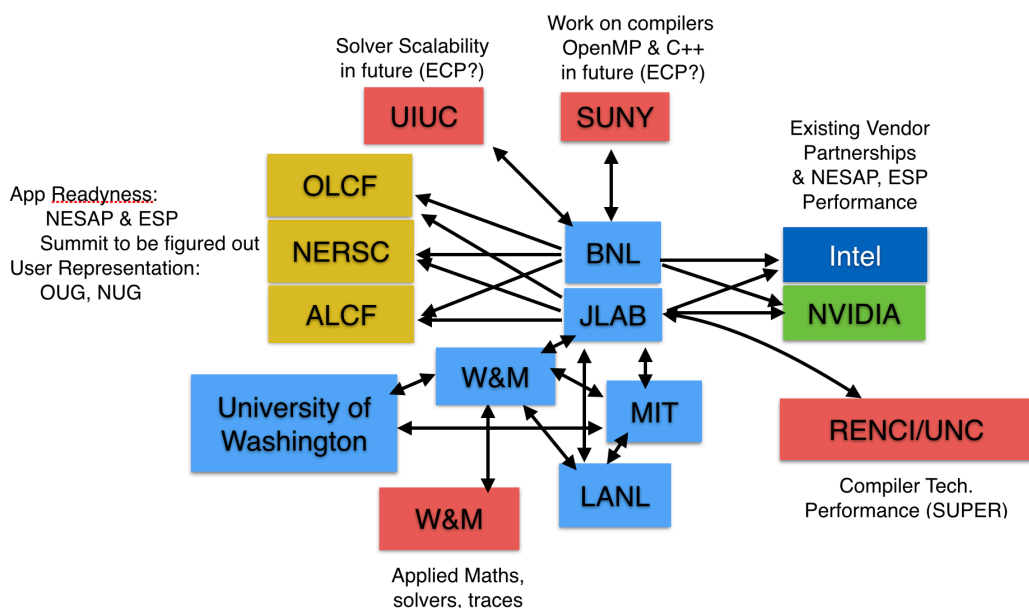 Solver Scalability
in future (ECP?)
UIUC
Work on compilers
OpenMP & C++
in future (ECP?)
SUNY
Existing Vendor
Partnerships
& NESAP, ESP
Performance
App Readyness:
NESAP & ESP
Summit to be figured out
User Representation:
OUG, NUG
OLCF
NERSC
ALCF
BNL
JLAB
Intel
NVIDIA
W&M
University of
Washington
MIT
LANL
RENCI/UNC
Compiler Tech.
Performance (SUPER)
W&M
Applied Maths,
solvers, traces